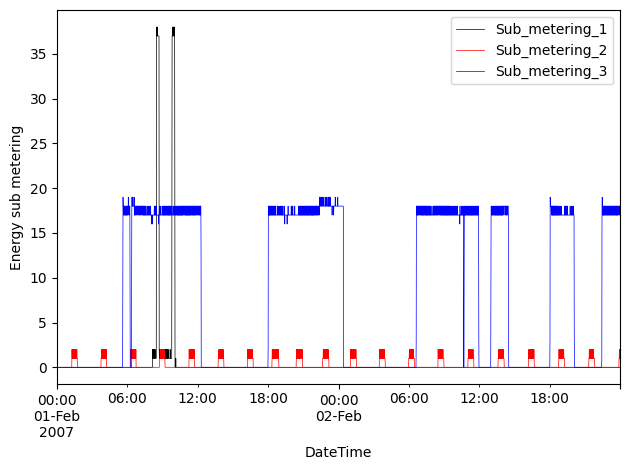 Sub_metering_1
Sub_metering_2
Sub_metering_3
Energy sub metering
35
30
25
20
15
10
5
0
00:00 06:00 12:00 18:00 00:00 06:00 12:00 18:00
01-Feb 02-Feb
2007
DateTime